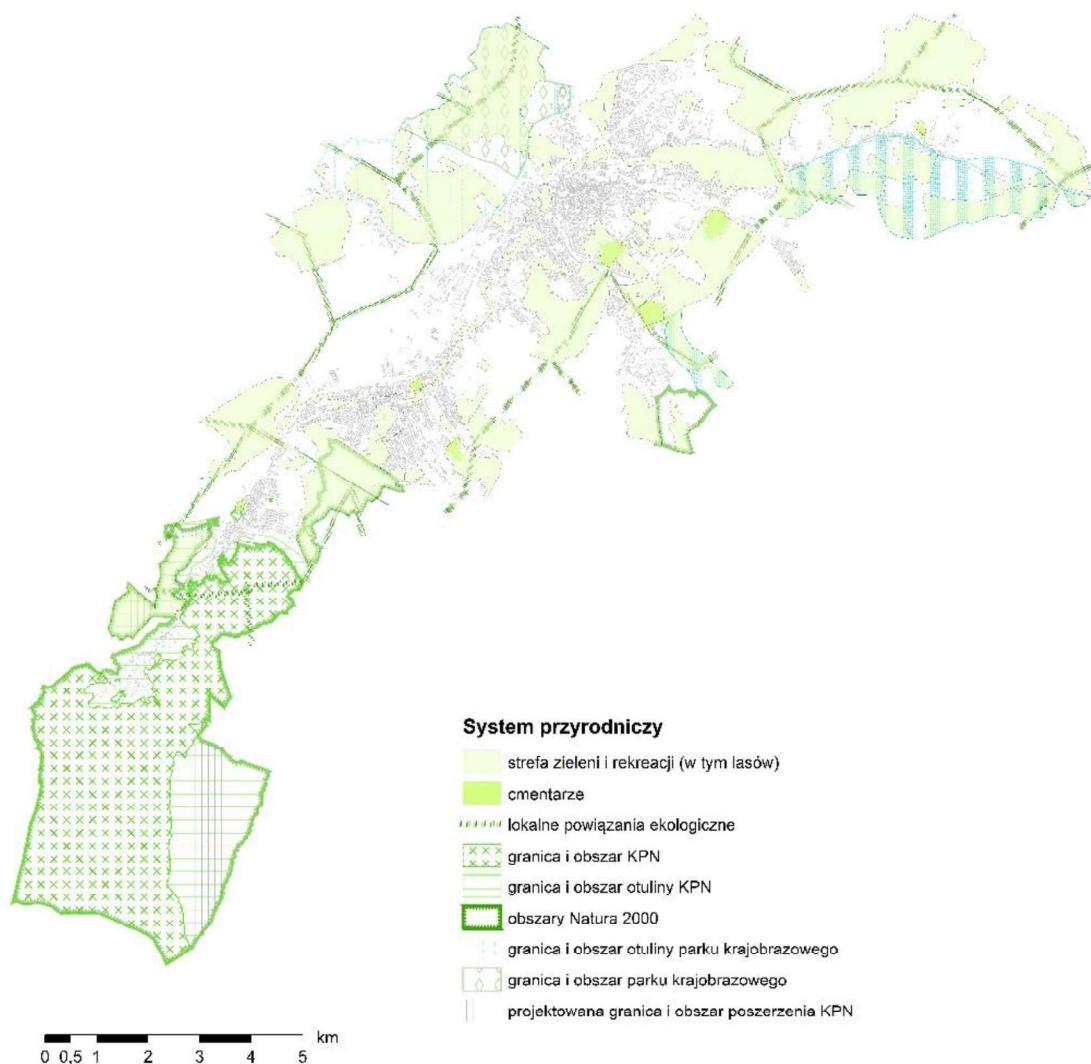 System przyrodniczy
strefa zieleni i rekreacji (w tym lasów)
cmentarze
lokalne powiązania ekologiczne
granica i obszar KPN
granica i obszar otuliny KPN
obszary Natura 2000
granica i obszar otuliny parku krajobrazowego
granica i obszar parku krajobrazowego
projektowana granica i obszar poszerzenia KPN
km
0 0,5 1 2 3 4 5